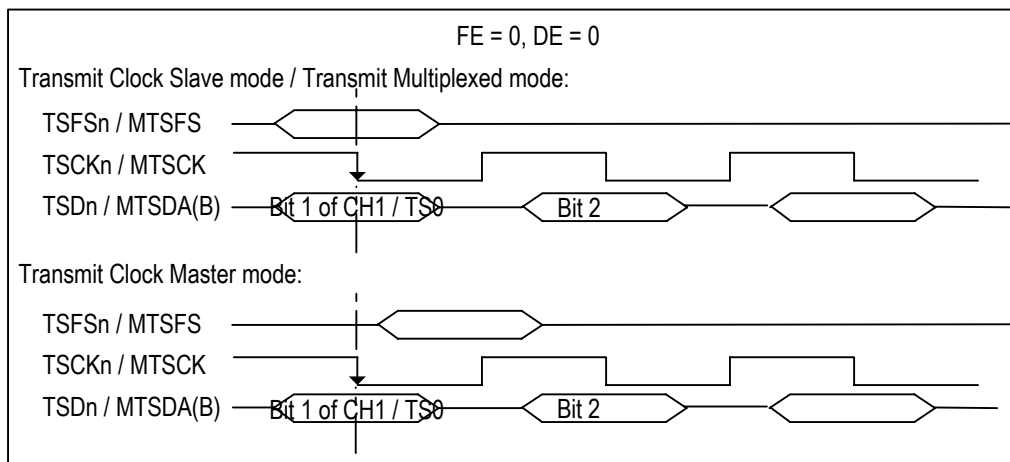 FE = 0, DE = 0
Transmit Clock Slave mode / Transmit Multiplexed mode:
TSFSn / MTSFS
TSCKn / MTSCK
TSDn / MTSDA(B)
Bit 1 of CH1 / TS0
Bit 2
Transmit Clock Master mode:
TSFSn / MTSFS
TSCKn / MTSCK
TSDn / MTSDA(B)
Bit 1 of CH1 / TS0
Bit 2